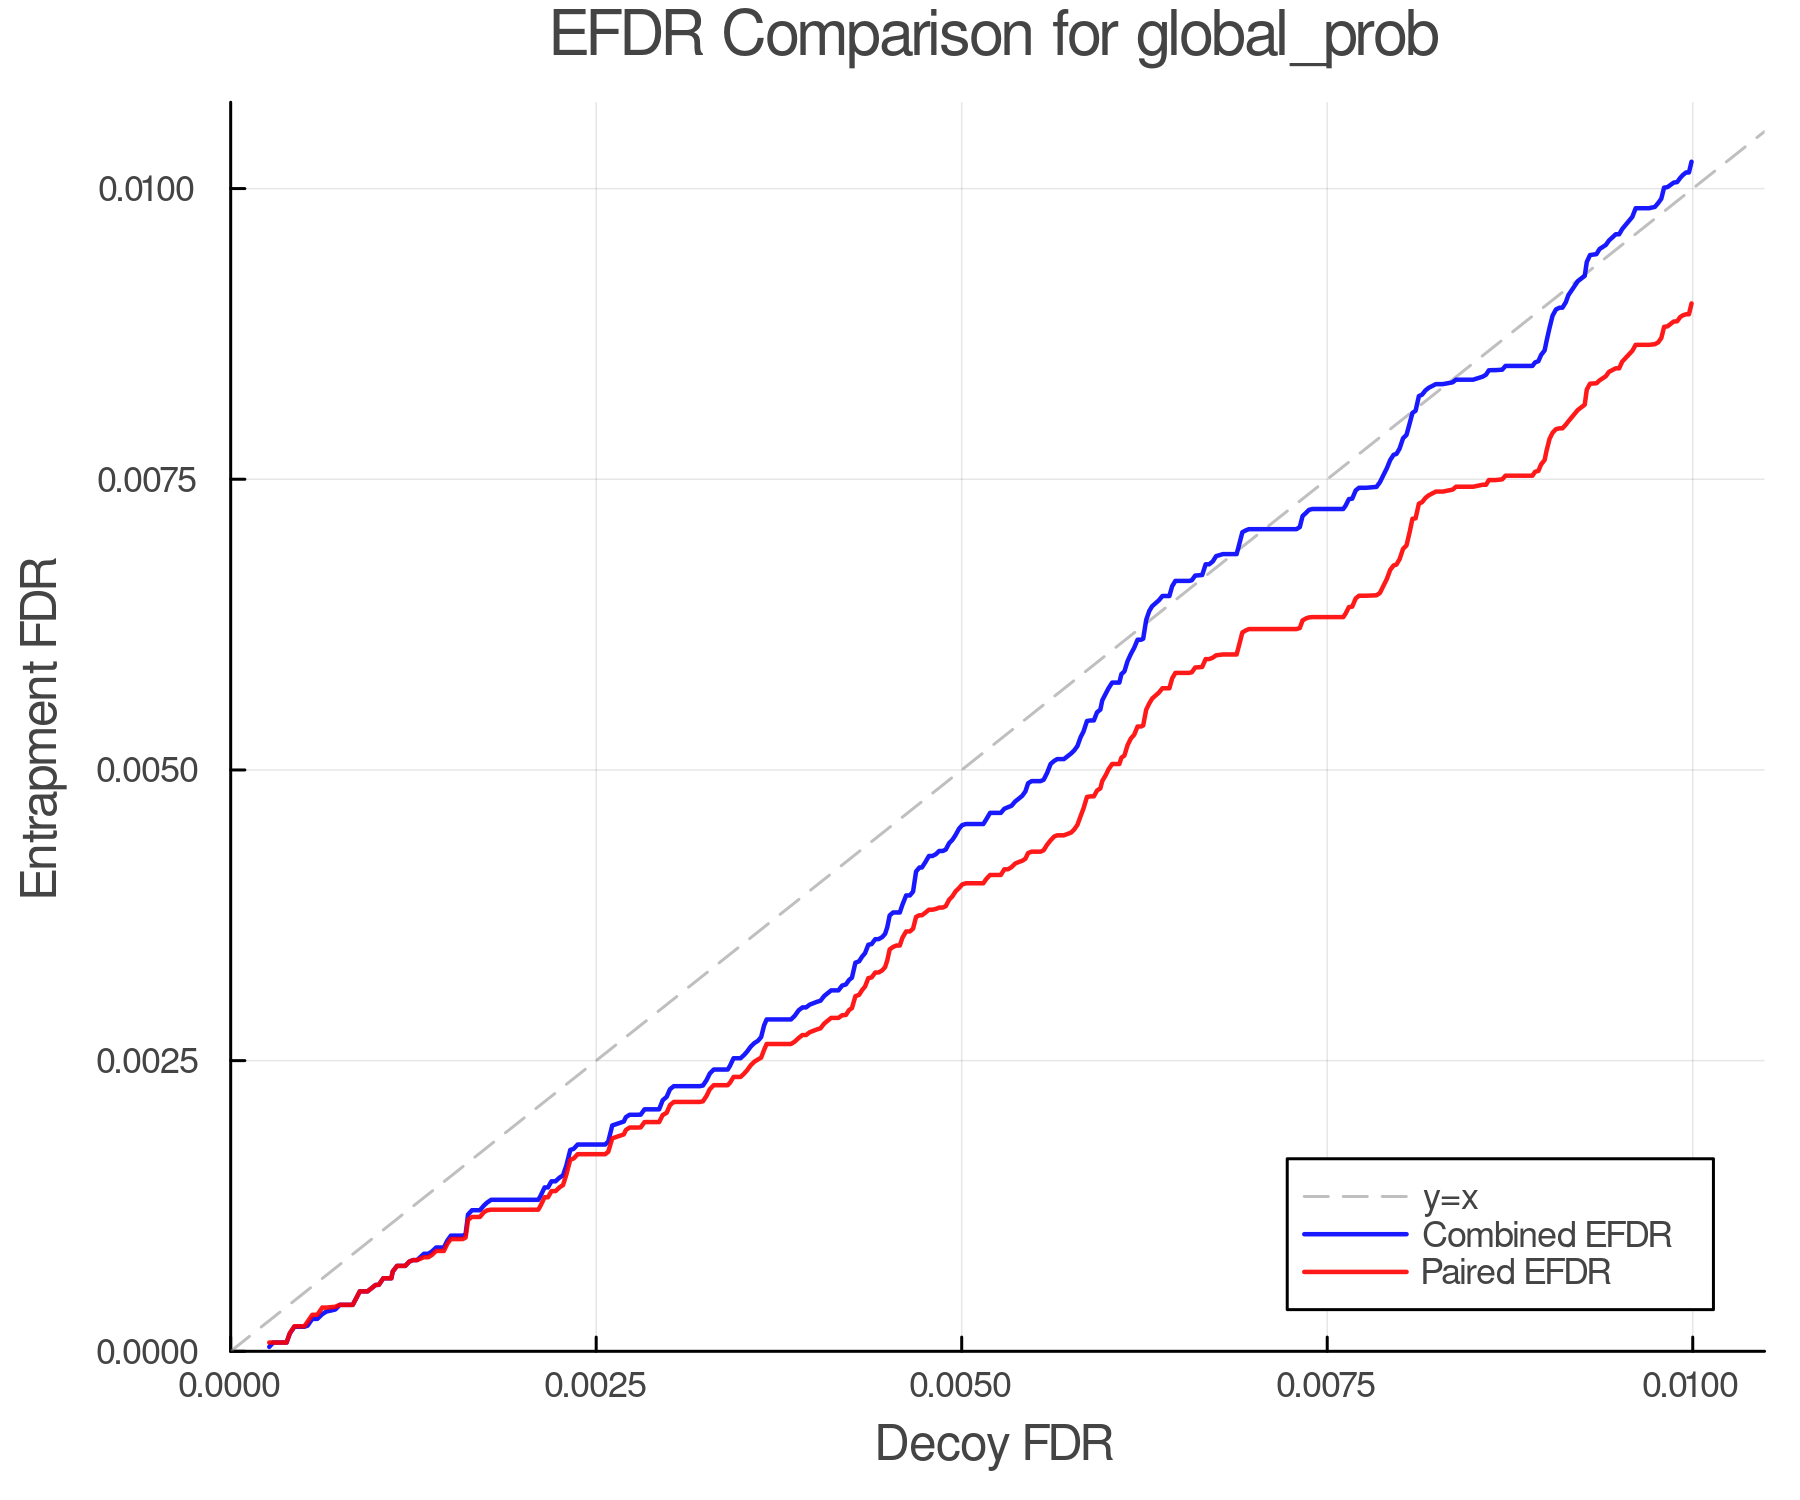 EFDR Comparison for global_prob
Entrapment FDR
0.0100
0.0075
0.0050
0.0025
0.0000
0.0000 0.0025 0.0050 0.0075 0.0100
Decoy FDR
y=x
Combined EFDR
Paired EFDR